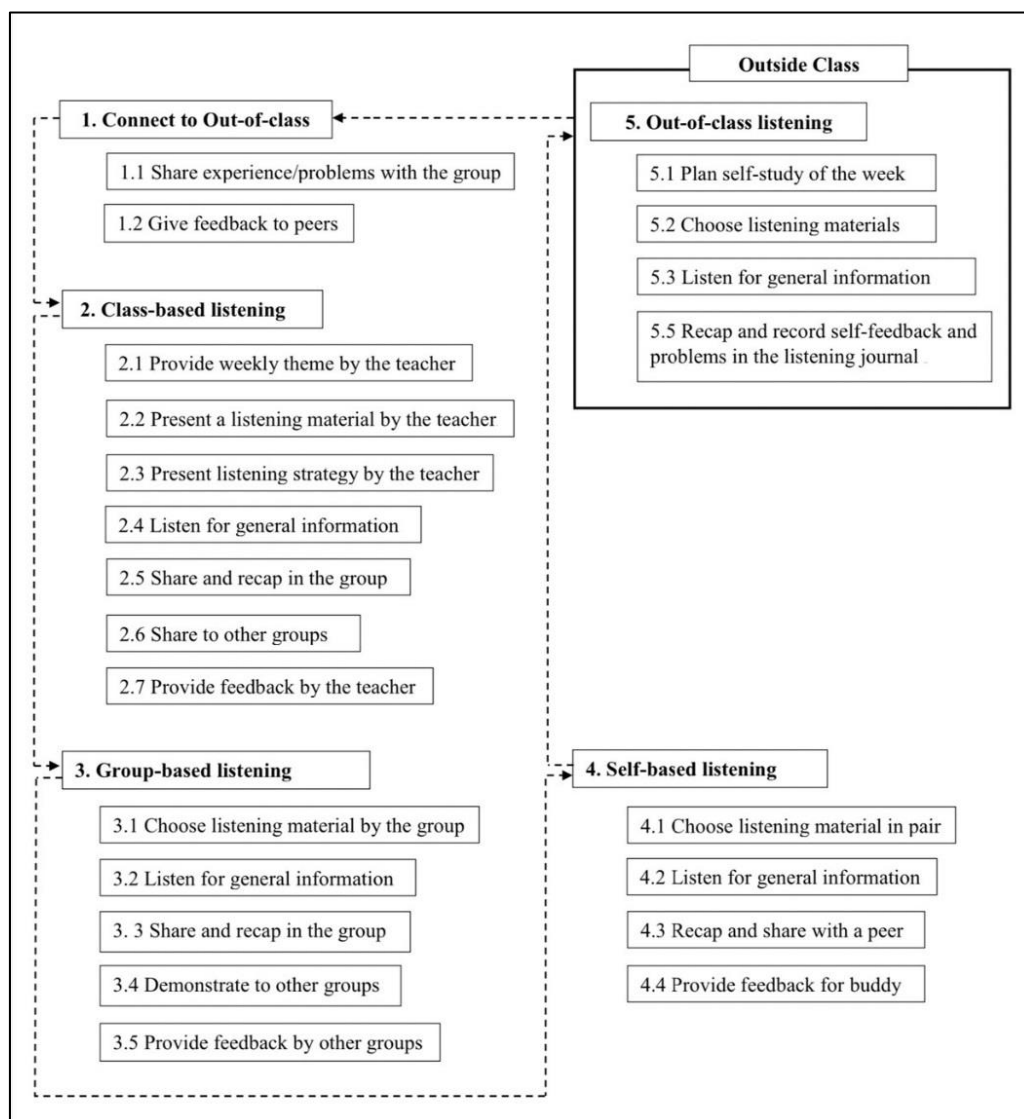 Outside Class
1. Connect to Out-of-class
1.1 Share experience/problems with the group
1.2 Give feedback to peers
2. Class-based listening
2.1 Provide weekly theme by the teacher
2.2 Present a listening material by the teacher
2.3 Present listening strategy by the teacher
2.4 Listen for general information
2.5 Share and recap in the group
2.6 Share to other groups
2.7 Provide feedback by the teacher
3. Group-based listening
3.1 Choose listening material by the group
3.2 Listen for general information
3. 3 Share and recap in the group
3.4 Demonstrate to other groups
3.5 Provide feedback by other groups
4. Self-based listening
4.1 Choose listening material in pair
4.2 Listen for general information
4.3 Recap and share with a peer
4.4 Provide feedback for buddy
5. Out-of-class listening
5.1 Plan self-study of the week
5.2 Choose listening materials
5.3 Listen for general information
5.5 Recap and record self-feedback and
problems in the listening journal